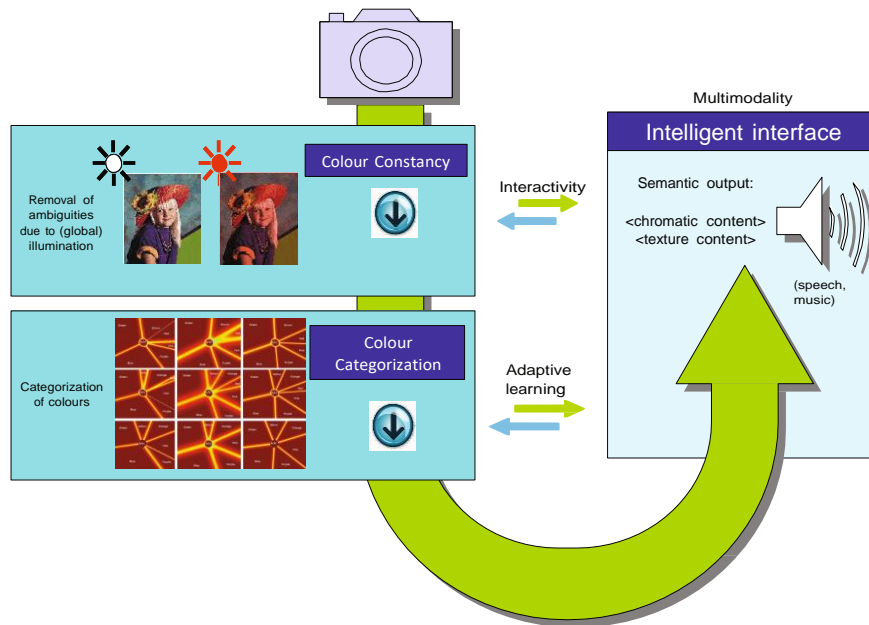 Multimodality
Intelligent interface
Colour Constancy
Removal of
ambiguities
due to (global)
illumination
Interactivity
Semantic output:
<chromatic content>
<texture content>
(speech,
music)
Colour
Categorization
Categorization
of colours
Adaptive
learning